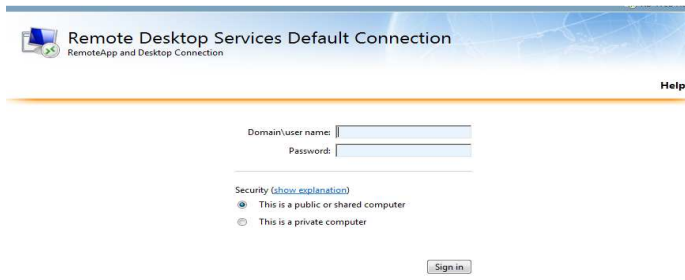 Remote Desktop Services Default Connection
RemoteApp and Desktop Connection
Help
Domain\user name:
Password:
Security (show explanation)
This is a public or shared computer
This is a private computer
Sign in